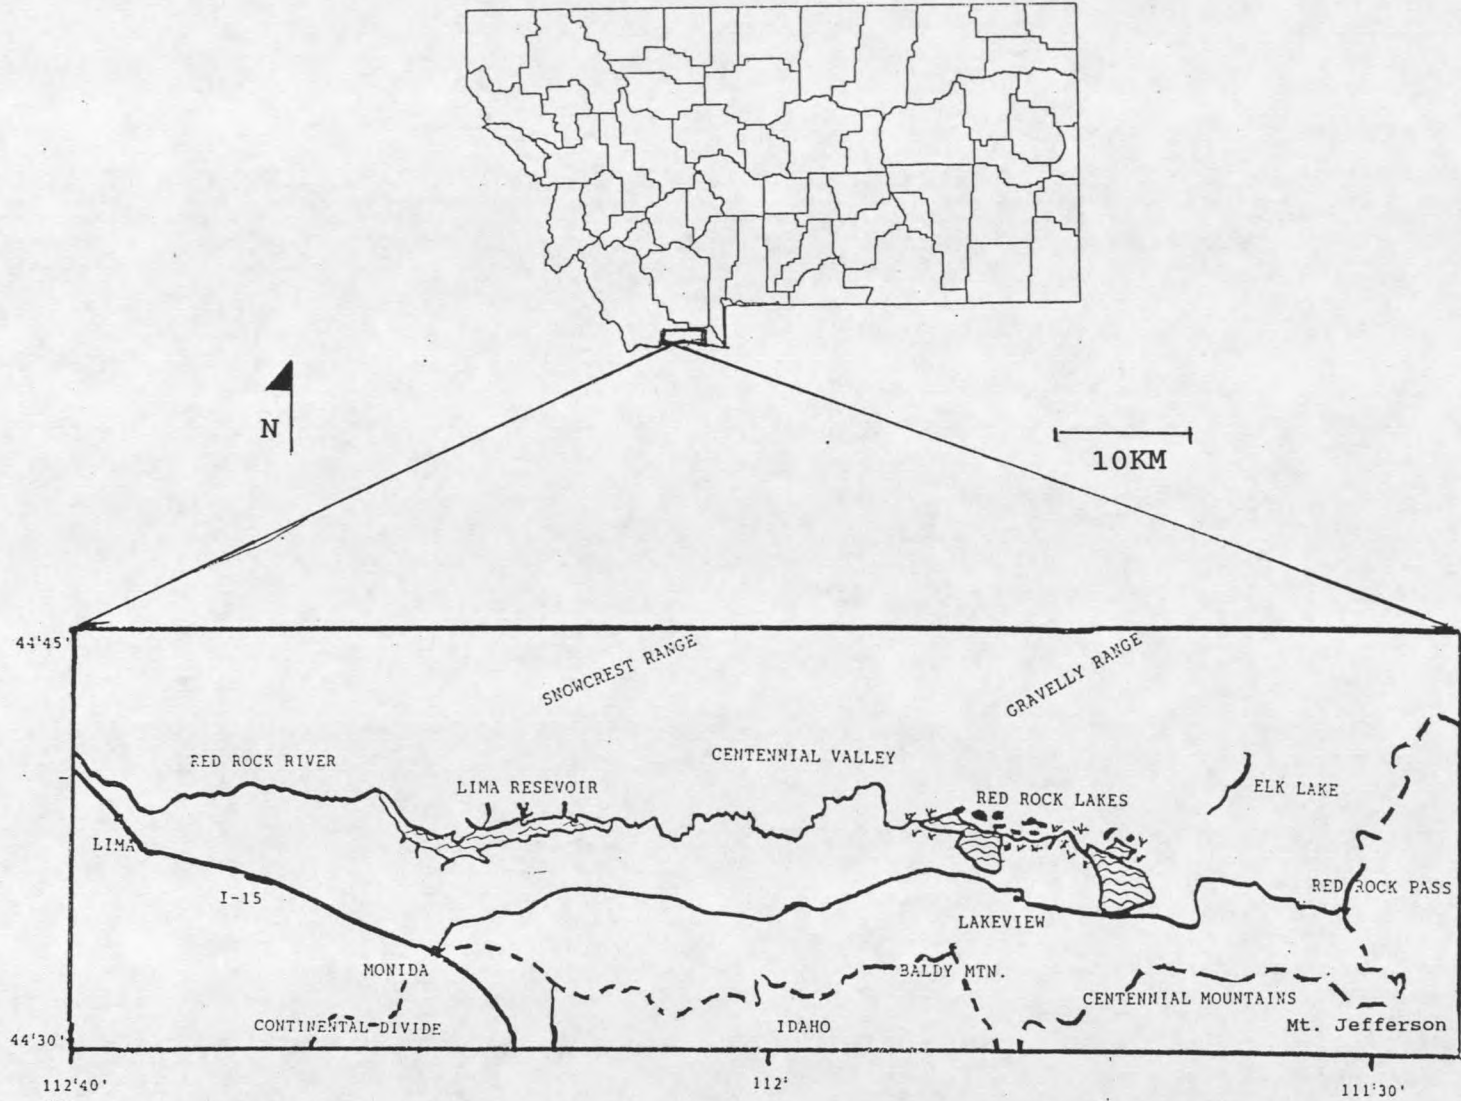 N
10KM
44°45'
SNOWCREST RANGE
GRAVELLY RANGE
RED ROCK RIVER
CENTENNIAL VALLEY
LIMA RESEVOIR
RED ROCK LAKES
ELK LAKE
LIMA
I-15
RED ROCK PASS
LAKEVIEW
MONIDA
BALDY MTN.
CENTENNIAL MOUNTAINS
CONTINENTAL DIVIDE
IDAHO
Mt. Jefferson
44°30'
112°40'
112°
111°30'